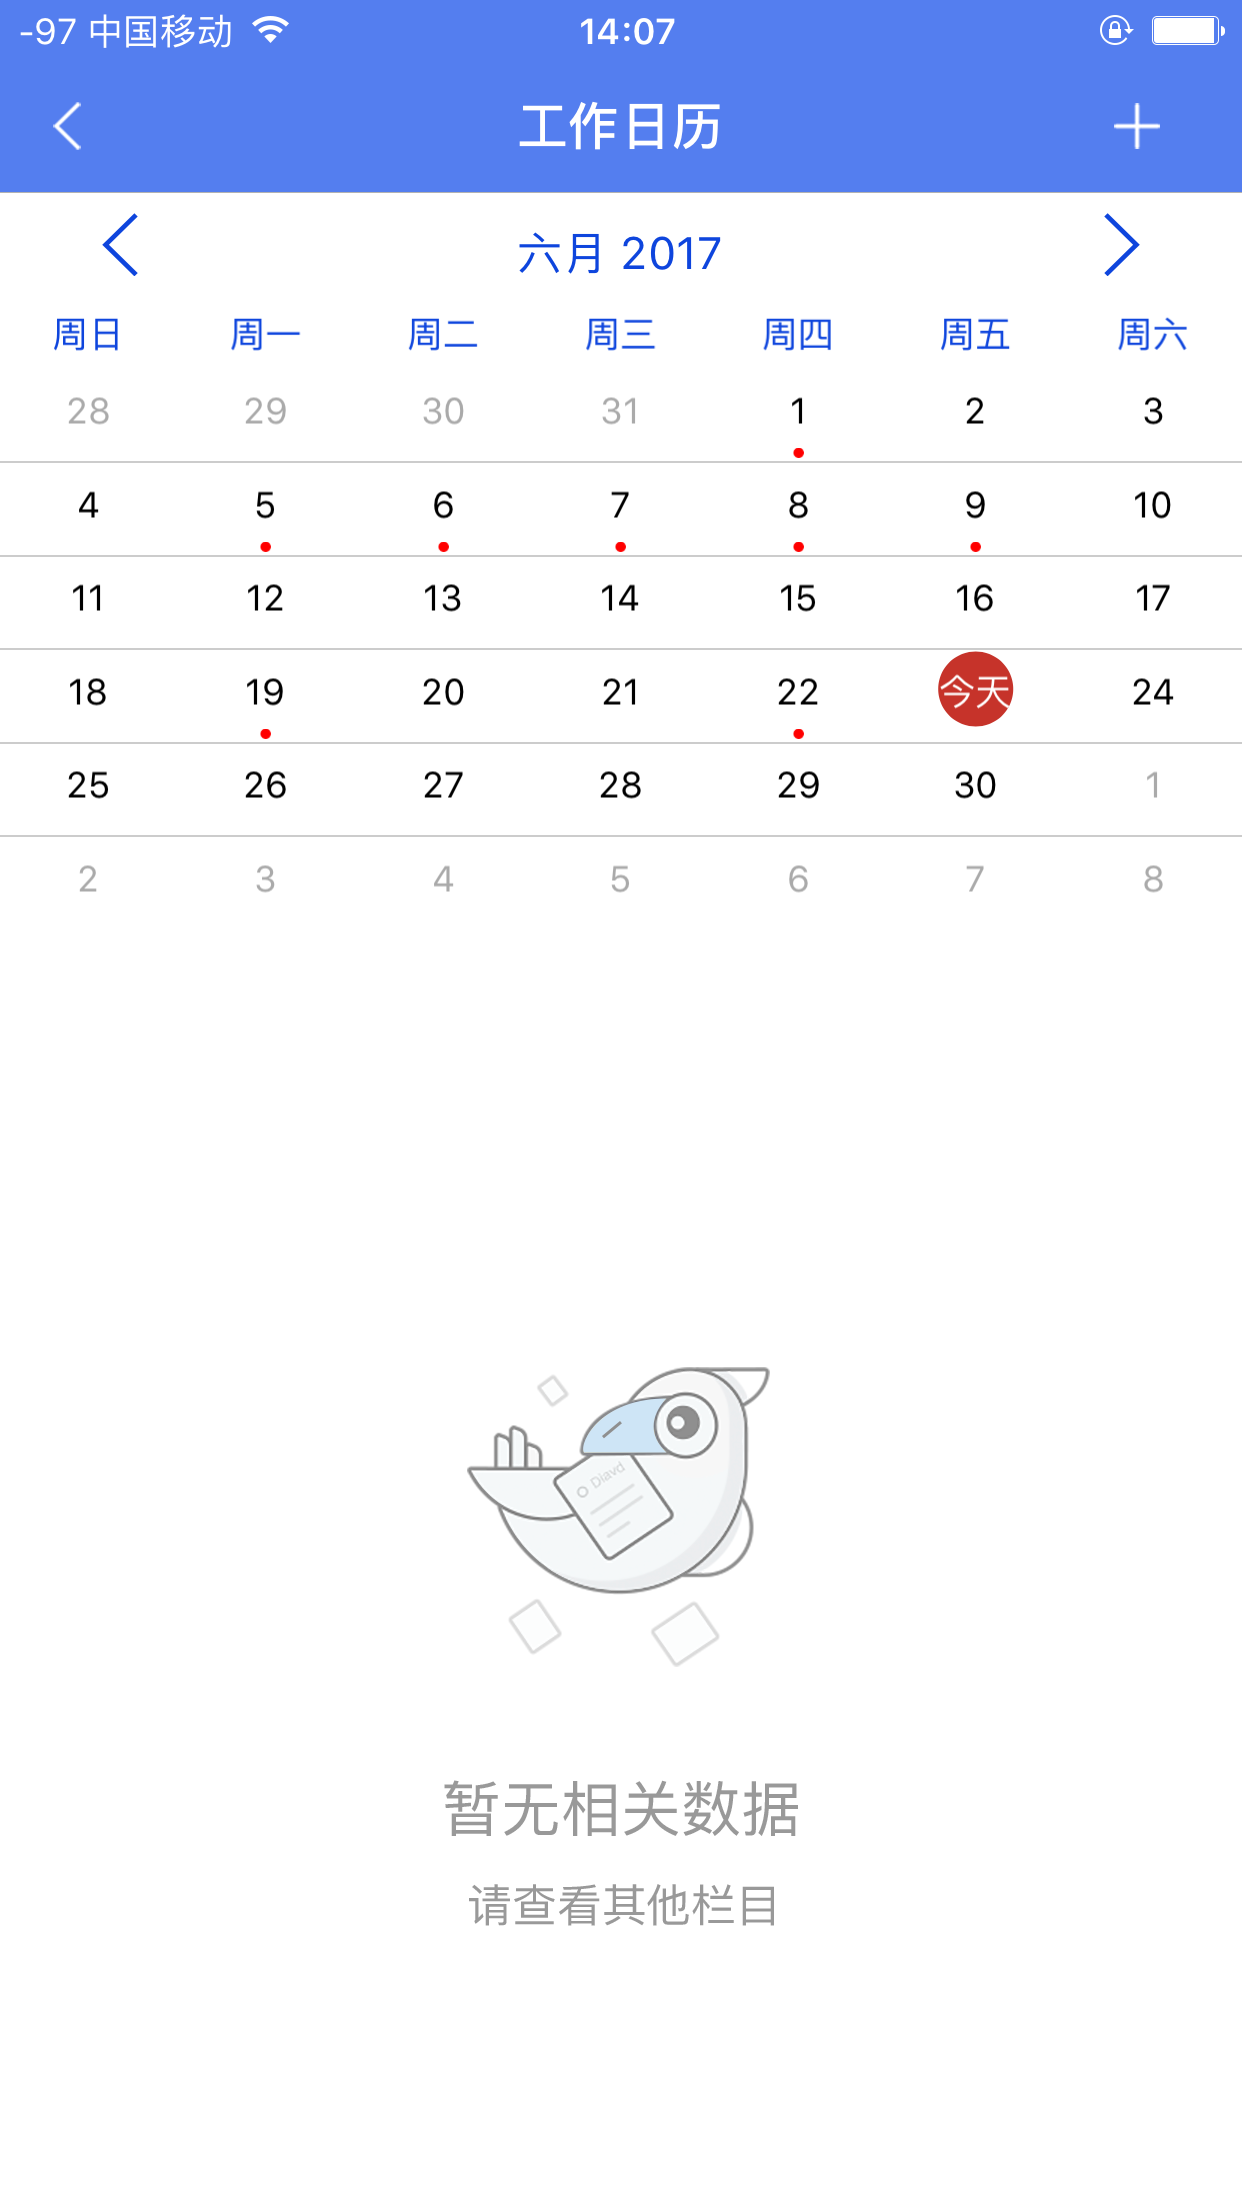 -97 中国移动 14:07
工作日历
六月 2017
周日 周一 周二 周三 周四 周五 周六
28 29 30 31 1 2 3
4 5 6 7 8 9 10
11 12 13 14 15 16 17
18 19 20 21 22 今天 24
25 26 27 28 29 30 1
2 3 4 5 6 7 8
Diavd
暂无相关数据
请查看其他栏目